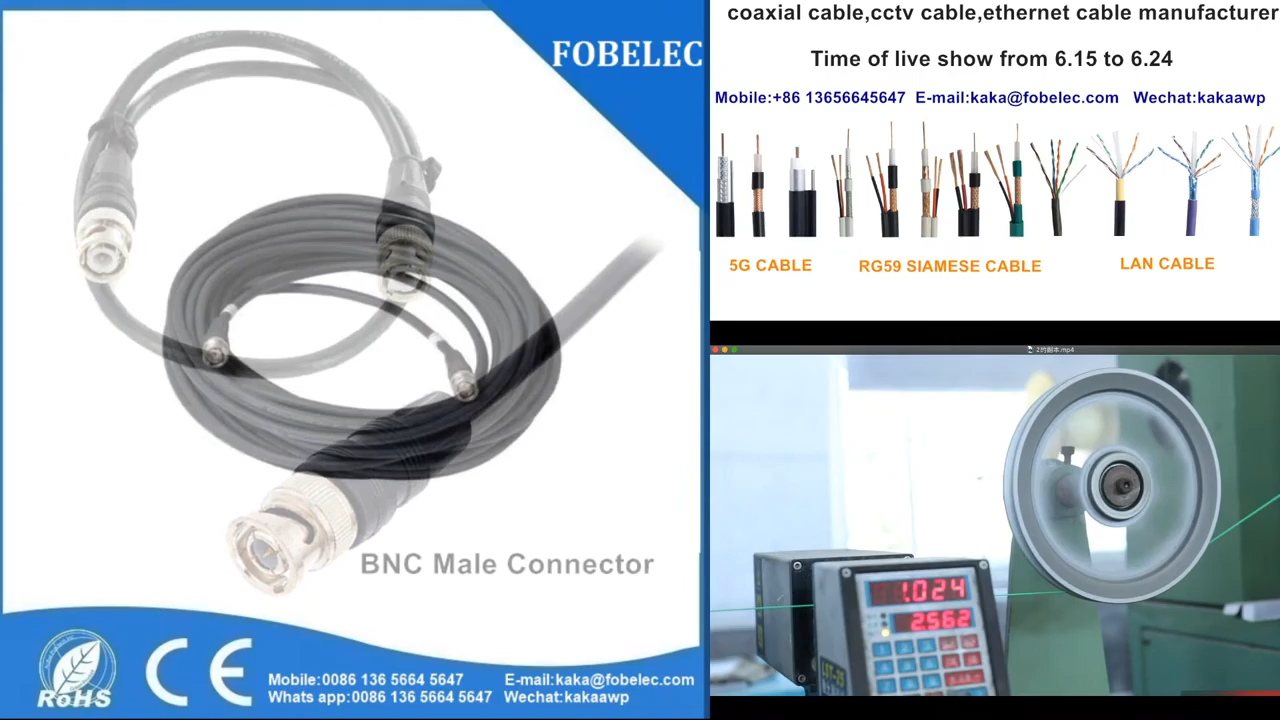 FOBELEC
BNC Male Connector
RoHS
CE
Mobile:0086 136 5664 5647
E-mail:kaka@fobelec.com
Whats app:0086 136 5664 5647
Wechat:kakaawp
coaxial cable,cctv cable,ethernet cable manufacturer
Time of live show from 6.15 to 6.24
Mobile:+86 13656645647 E-mail:kaka@fobelec.com Wechat:kakaawp
5G CABLE
RG59 SIAMESE CABLE
LAN CABLE
1.024
2.562